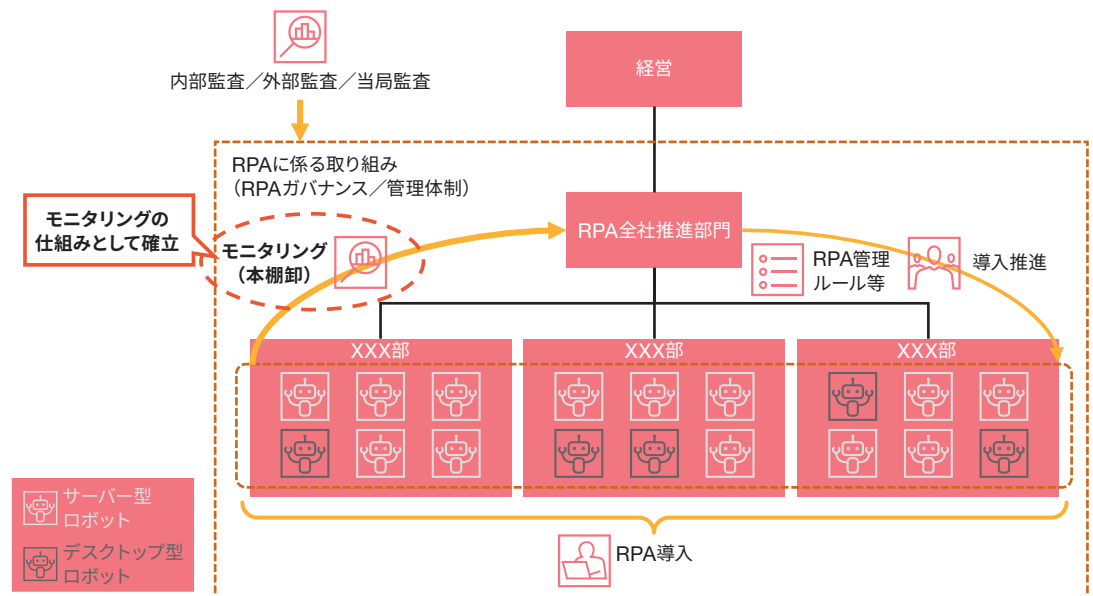 内部監査／外部監査／当局監査
経営
RPAに係る取り組み
（RPAガバナンス／管理体制）
モニタリングの
仕組みとして確立
モニタリング
（本棚卸）
RPA全社推進部門
RPA管理
ルール等
導入推進
XXX部
XXX部
XXX部
サーバー型
ロボット
デスクトップ型
ロボット
RPA導入